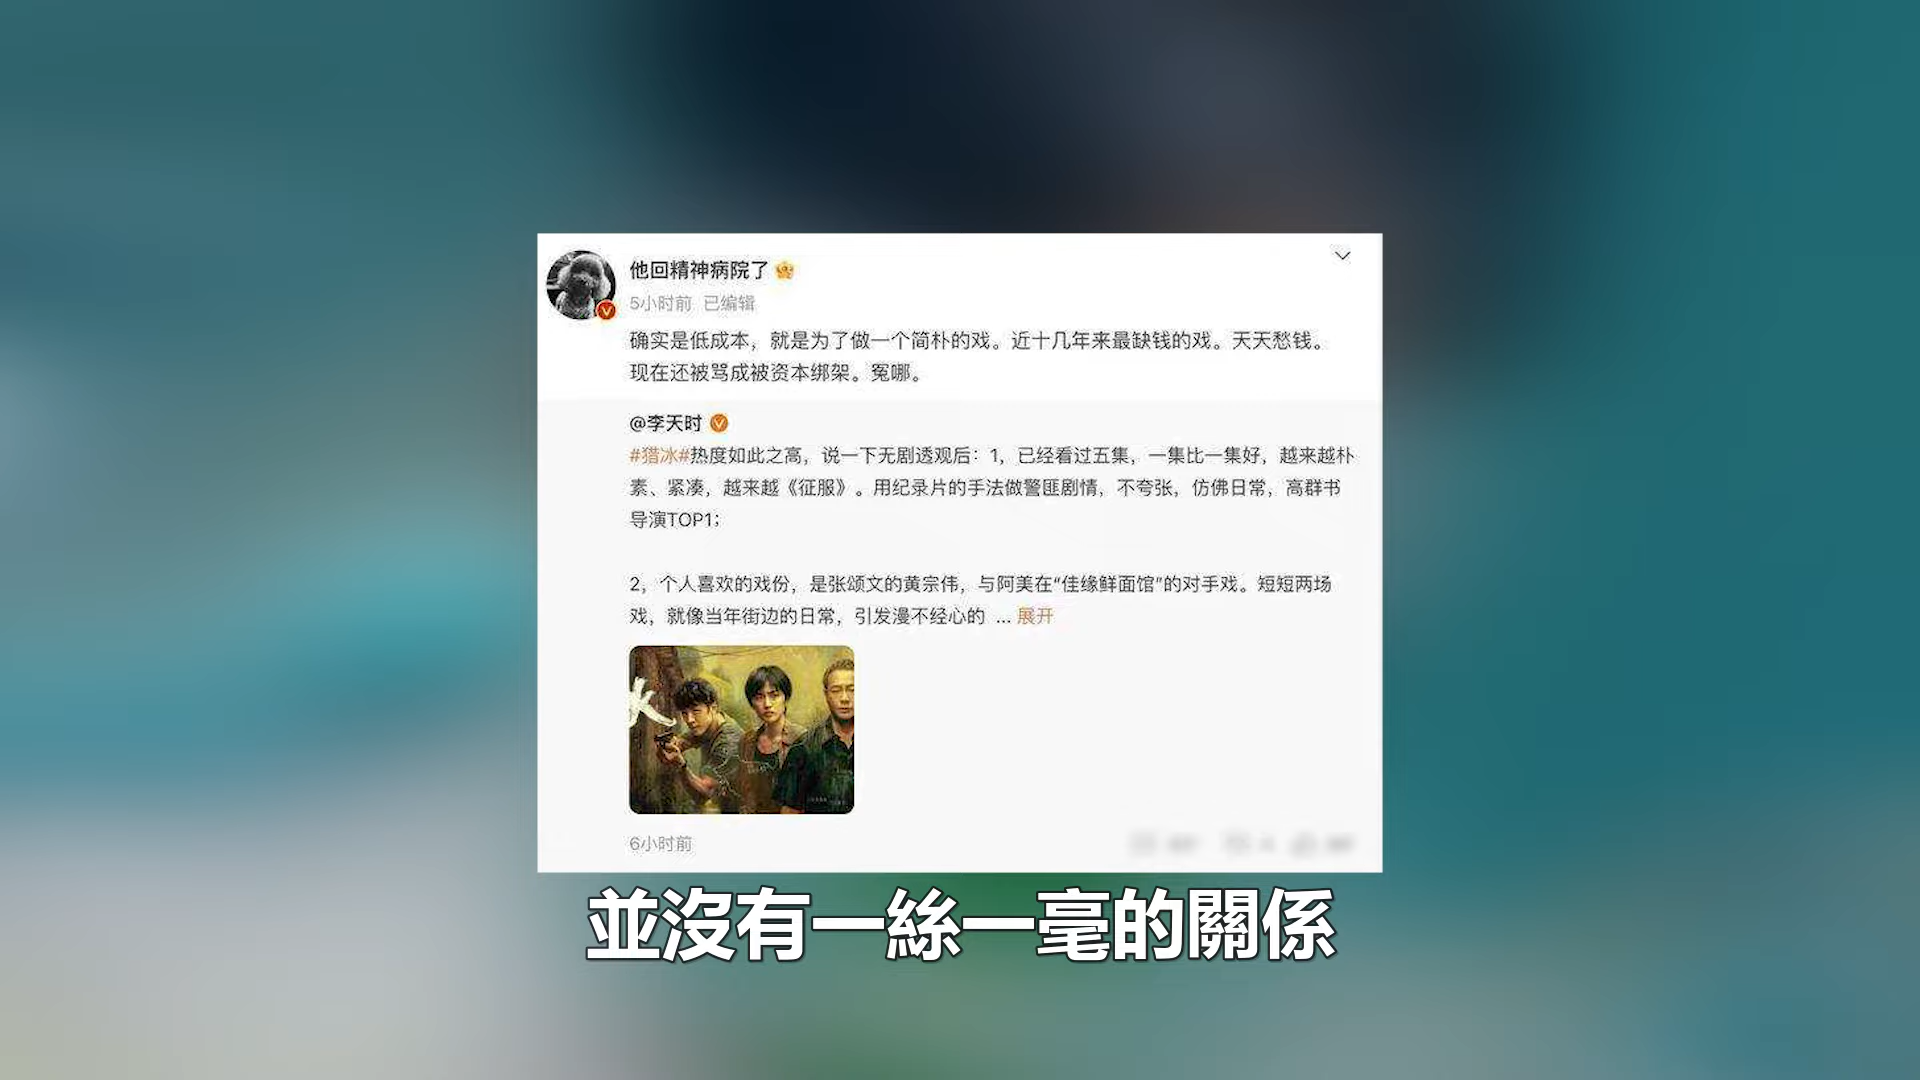 他回精神病院了
5小时前 已编辑
确实是低成本，就是为了做一个简朴的戏。近十几年来最缺钱的戏。天天愁钱。
现在还被骂成被资本绑架。冤哪。
@李天时
#猎冰#热度如此之高，说一下无剧透观后：1，已经看过五集，一集比一集好，越来越朴
素、紧凑，越来越《征服》。用纪录片的手法做警匪剧情，不夸张，仿佛日常，高群书
导演TOP1；
2，个人喜欢的戏份，是张颂文的黄宗伟，与阿美在“佳缘鲜面馆”的对手戏。短短两场
戏，就像当年街边的日常，引发漫不经心的 ... 展开
6小时前
並沒有一絲一毫的關係